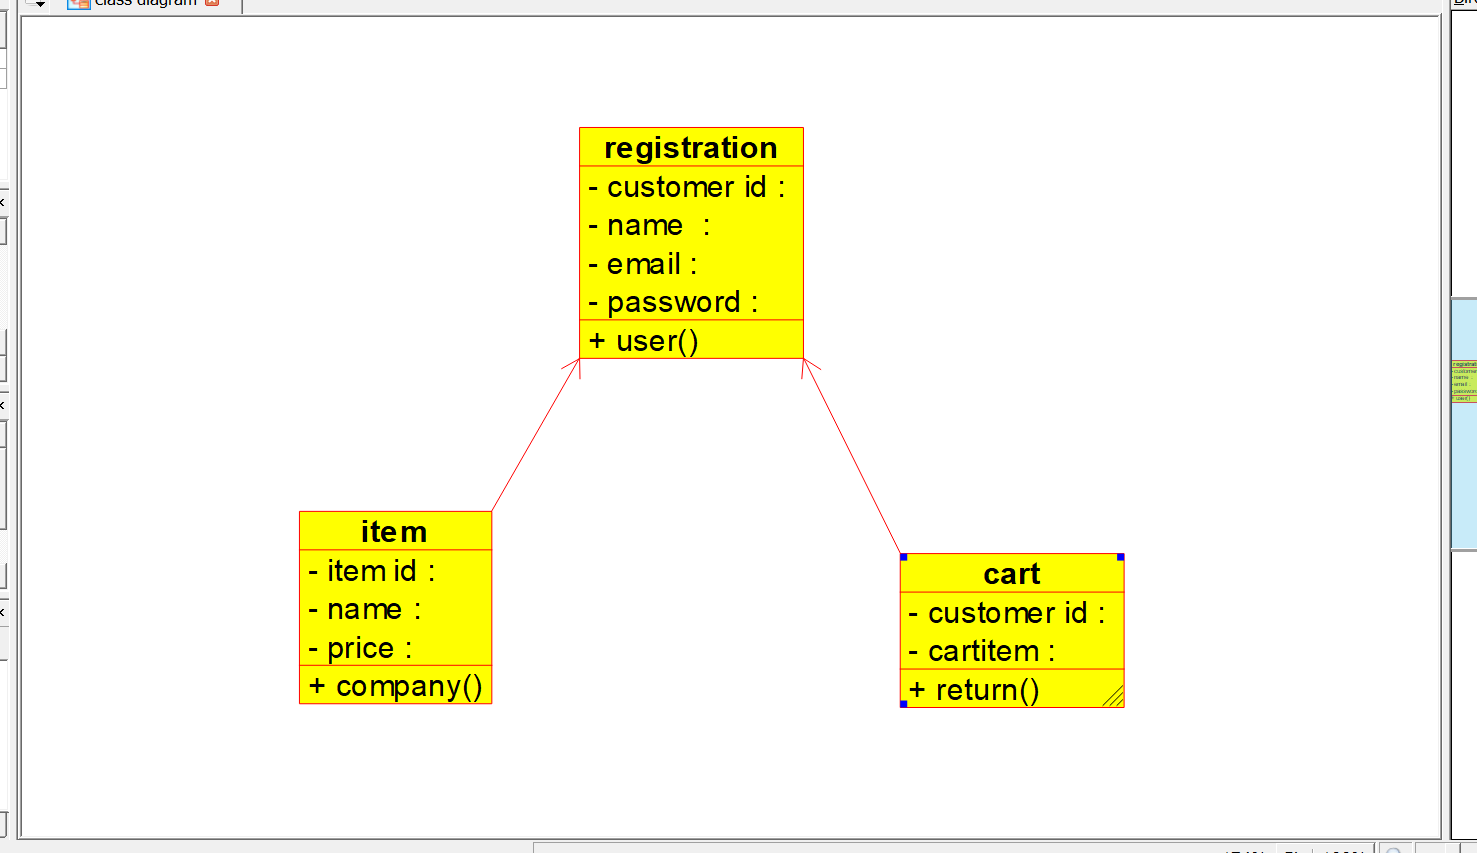 class diagram
registration
- customer id :
- name :
- email :
- password :
+ user()
item
- item id :
- name :
- price :
+ company()
cart
- customer id :
- cartitem :
+ return()